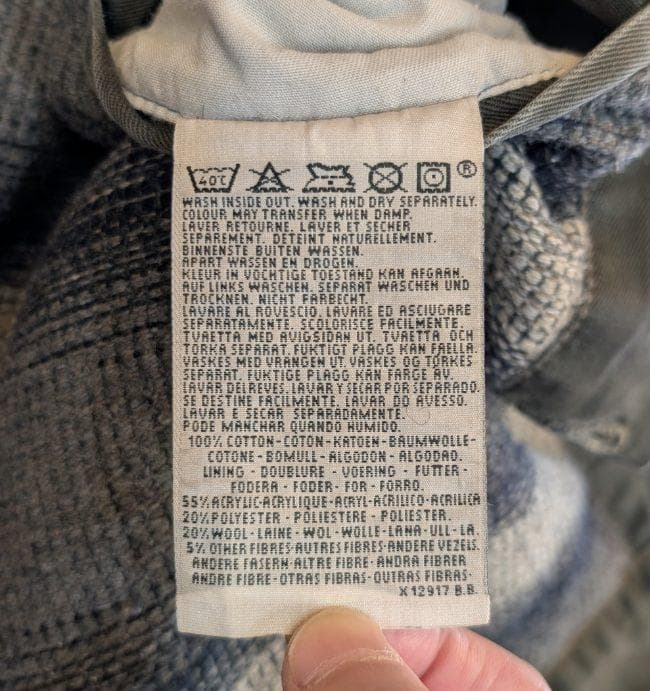 40°C ®
WASH INSIDE OUT. WASH AND DRY SEPARATELY.
COLOUR MAY TRANSFER WHEN DAMP.
LAVER RETOURNE. LAVER ET SECHER
SEPAREMENT. DETEINT NATURELLEMENT.
BINNENSTE BUITEN WASSEN.
APART WASSEN EN DROGEN.
KLEUR IN VOCHTIGE TOESTAND KAN AFGAAN.
AUF LINKS WASCHEN. SEPARAT WASCHEN UND
TROCKNEN. NICHT FARBECHT.
LAVARE AL ROVESCIO. LAVARE ED ASCIUGARE
SEPARATAMENTE. SCOLORISCE FACILMENTE.
TVAETTA MED AVIGSIDAN UT. TVAETTA OCH
TORKA SEPARAT. FUKTIGT PLAGG KAN FAELLA.
VASKES MED VRANGEN UT. VASKES OG TORKES
SEPARAT. FUKTIGE PLAGG KAN FARGE AV.
LAVAR DELREVES. LAVAR Y SECAR POR SEPARADO.
SE DESTINE FACILMENTE. LAVAR DO AVESSO.
LAVAR E SECAR SEPARADAMENTE.
PODE MANCHAR QUANDO HUMIDO.
100% COTTON-COTON-KATOEN-BAUMWOLLE-
COTONE-BOMULL-ALGODON-ALGODAO.
LINING - DOUBLURE - VOERING - FUTTER-
FODERA - FODER - FOR - FORRO.
55% ACRYLIC-ACRYLIQUE-ACRYL-ACRILICO-ACRILICA
20% POLYESTER - POLIESTERE - POLIESTER.
20% WOOL - LAINE - WOL - WOLLE - LANA - ULL - LA.
5% OTHER FIBRES-AUTRES FIBRES-ANDERE VEZELS.
ANDERE FASERN-ALTRE FIBRE-ANDRA FIBRER
ANDRE FIBRE-OTRAS FIBRAS-OUTRAS FIBRAS-
X 12917 B.B.